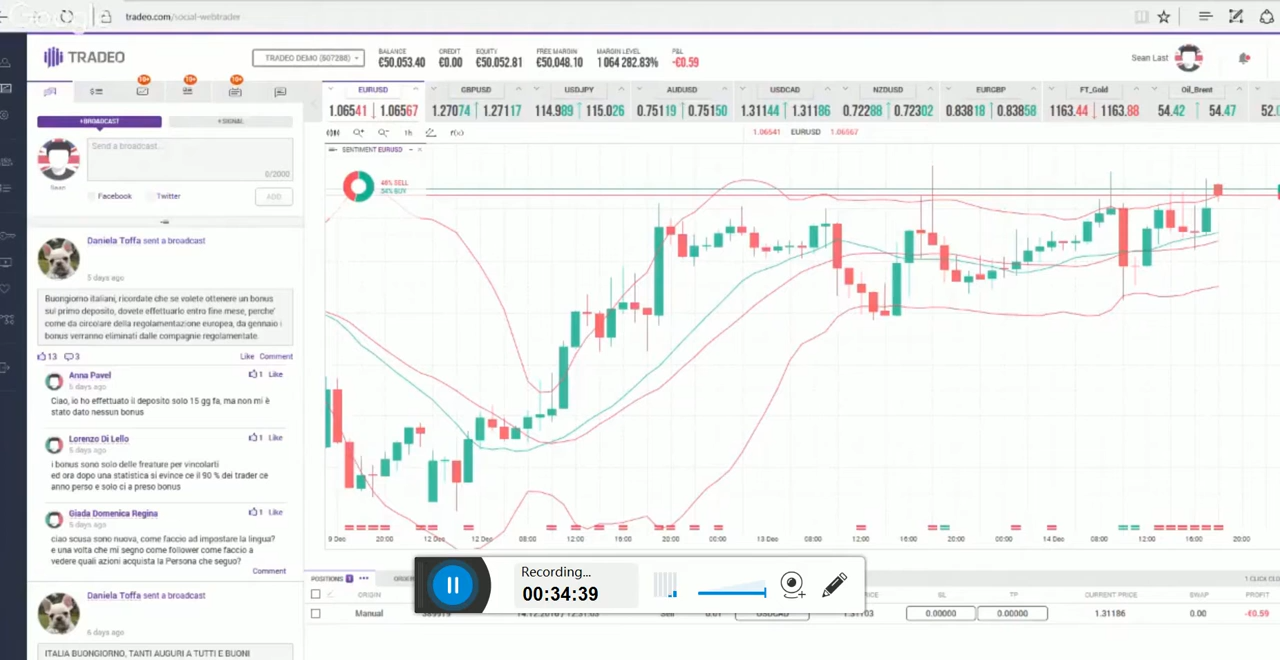 tradeo.com/social-webtrader
TRADEO
TRADEO DEMO (607288)
BALANCE
€50,053.40
CREDIT
€0.00
EQUITY
€50,052.81
FREE MARGIN
€50,048.10
MARGIN LEVEL
1 064 282.83%
P&L
-€0.59
Sean Last
10+
10+
10+
EURUSD
1.06541 1.06567
GBPUSD
1.27074 1.27117
USDJPY
114.989 115.026
AUDUSD
0.75119 0.75150
USDCAD
1.31144 1.31186
NZDUSD
0.72288 0.72302
EURGBP
0.83818 0.83858
FT_Gold
1163.44 1163.88
Oil_Brent
54.42 54.47
52.0
+BROADCAST
+SIGNAL
Send a broadcast...
0/2000
Sean
Facebook
Twitter
ADD
1h
f(x)
1.06541 EURUSD 1.06567
SENTIMENT EURUSD
46% SELL
54% BUY
Daniela Toffa sent a broadcast
5 days ago
Buongiorno italiani, ricordate che se volete ottenere un bonus
sul primo deposito, dovete effettuarlo entro fine mese, perche'
come da circolare della regolamentazione europea, da gennaio i
bonus verranno eliminati dalle compagnie regolamentate.
13 3
Like Comment
Anna Pavel
1 Like
5 days ago
Ciao, io ho effettuato il deposito solo 15 gg fa, ma non mi è
stato dato nessun bonus
Lorenzo Di Lello
1 Like
5 days ago
i bonus sono solo delle freature per vincolarti
ed ora dopo una statistica si evince ce il 90 % dei trader ce
anno perso e solo ci a preso bonus
Giada Domenica Regina
1 Like
5 days ago
ciao scusa sono nuova, come faccio ad impostare la lingua?
e una volta che mi segno come follower come faccio a
vedere quali azioni acquista la Persona che seguo?
Comment
Daniela Toffa sent a broadcast
6 days ago
ITALIA BUONGIORNO, TANTI AUGURI A TUTTI E BUONI
9 Dec 20:00 12 Dec 12 Dec 08:00 12:00 16:00 20:00 00:00 13 Dec 08:00 12:00 16:00 20:00 00:00 14 Dec 08:00 12:00 16:00 20:00
POSITIONS 1
1 CLICK CLO
Recording...
00:34:39
ORIGIN
SL
TP
CURRENT PRICE
SWAP
PROFIT
Manual
0.00000
0.00000
1.31186
0.00
-€0.59